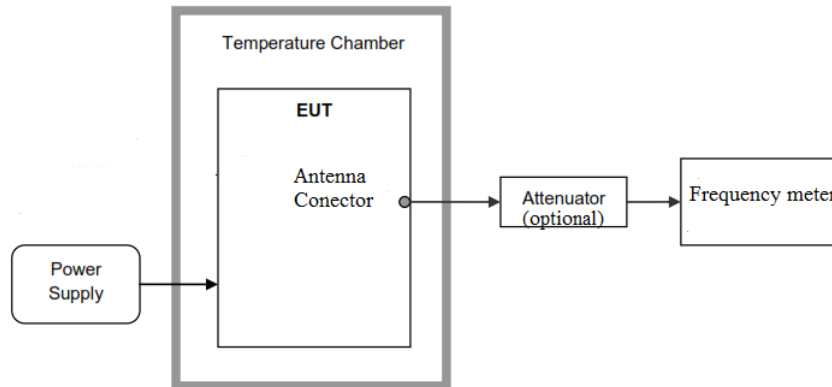 Temperature Chamber
EUT
Antenna
Conector
Attenuator
(optional)
Frequency meter
Power
Supply